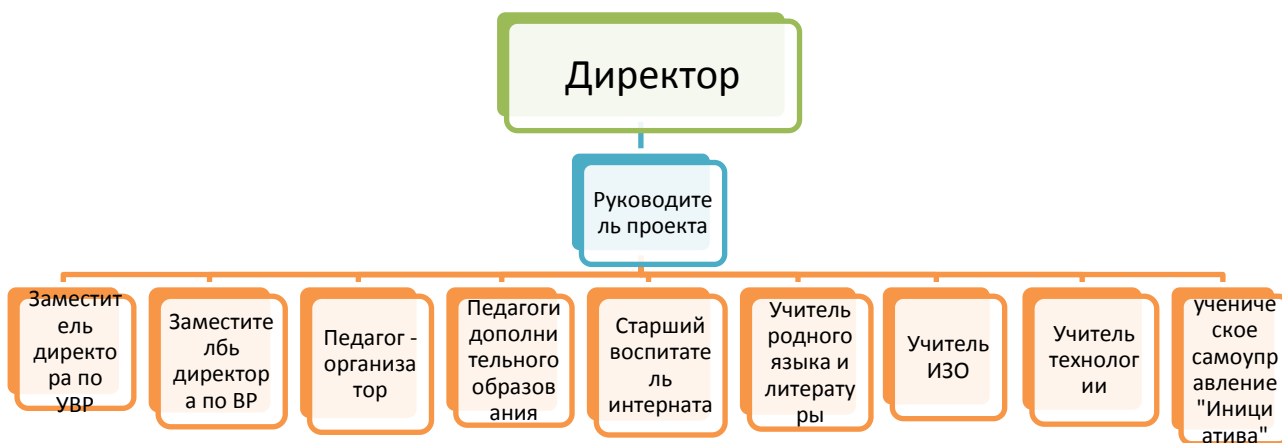 Директор
Руководите
ль проекта
Заместит
ель
директо
ра по
УВР
Заместите
лбь
директор
а по ВР
Педагог -
организа
тор
Педагоги
дополни
тельного
образов
ания
Старший
воспитате
ль
интерната
Учитель
родного
языка и
литерату
ры
Учитель
ИЗО
Учитель
технолог
ии
учениче
ское
самоупр
авление
"Иници
атива"